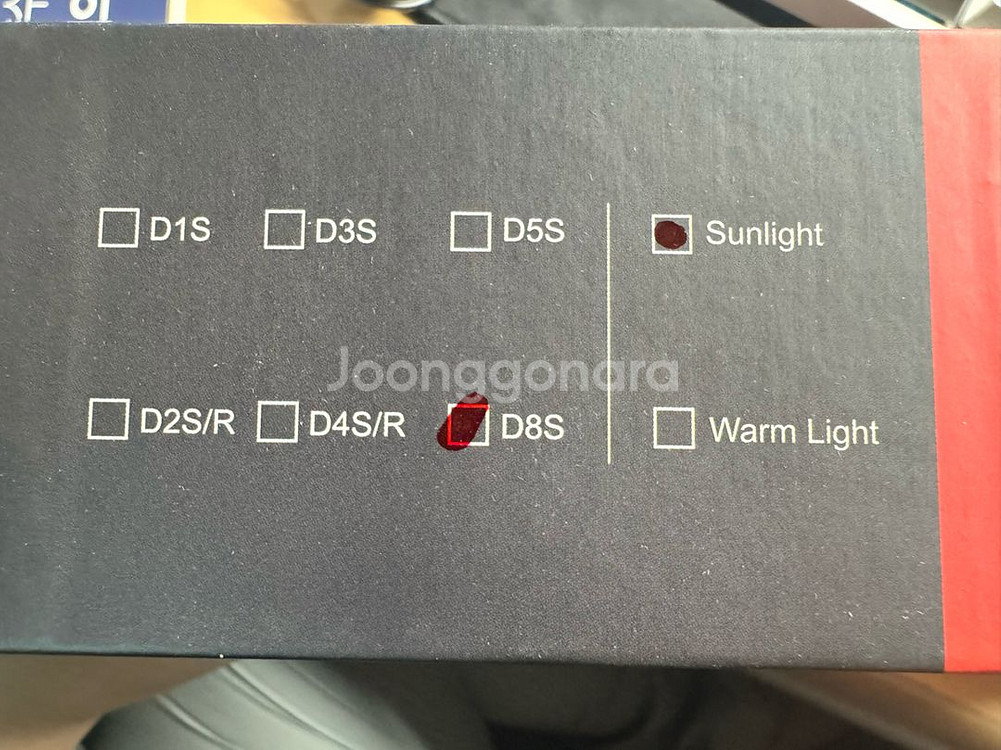 D1S D3S D5S Sunlight
Joonggonara
D2S/R D4S/R D8S Warm Light